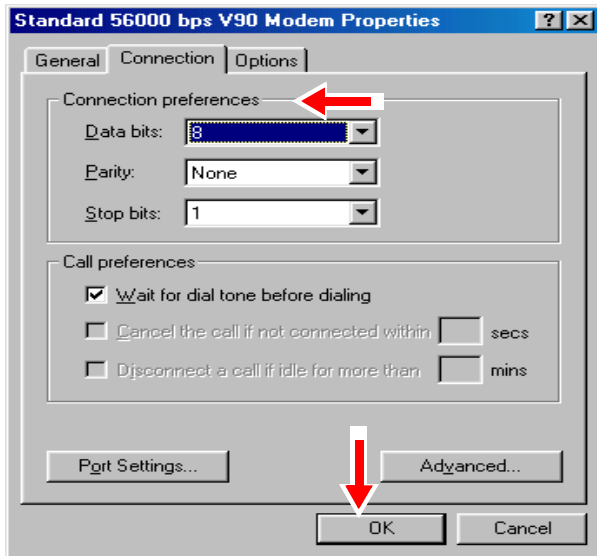 Standard 56000 bps V90 Modem Properties
General Connection Options
Connection preferences
Data bits: 8
Parity: None
Stop bits: 1
Call preferences
Wait for dial tone before dialing
Cancel the call if not connected within secs
Disconnect a call if idle for more than mins
Port Settings... Advanced...
OK Cancel